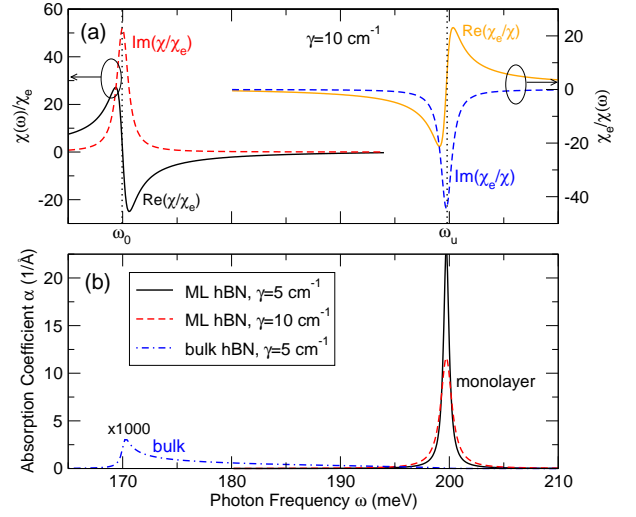 (a)
Im(χ/χe)
γ=10 cm⁻¹
Re(χe/χ)
60
40
20
0
-20
χ(ω)/χe
Re(χ/χe)
Im(χe/χ)
20
0
-20
-40
χe/χ(ω)
ω0
ωu
(b)
ML hBN, γ=5 cm⁻¹
ML hBN, γ=10 cm⁻¹
bulk hBN, γ=5 cm⁻¹
monolayer
x1000
bulk
20
15
10
5
0
Absorption Coefficient α (1/Å)
170
180
190
200
210
Photon Frequency ω (meV)